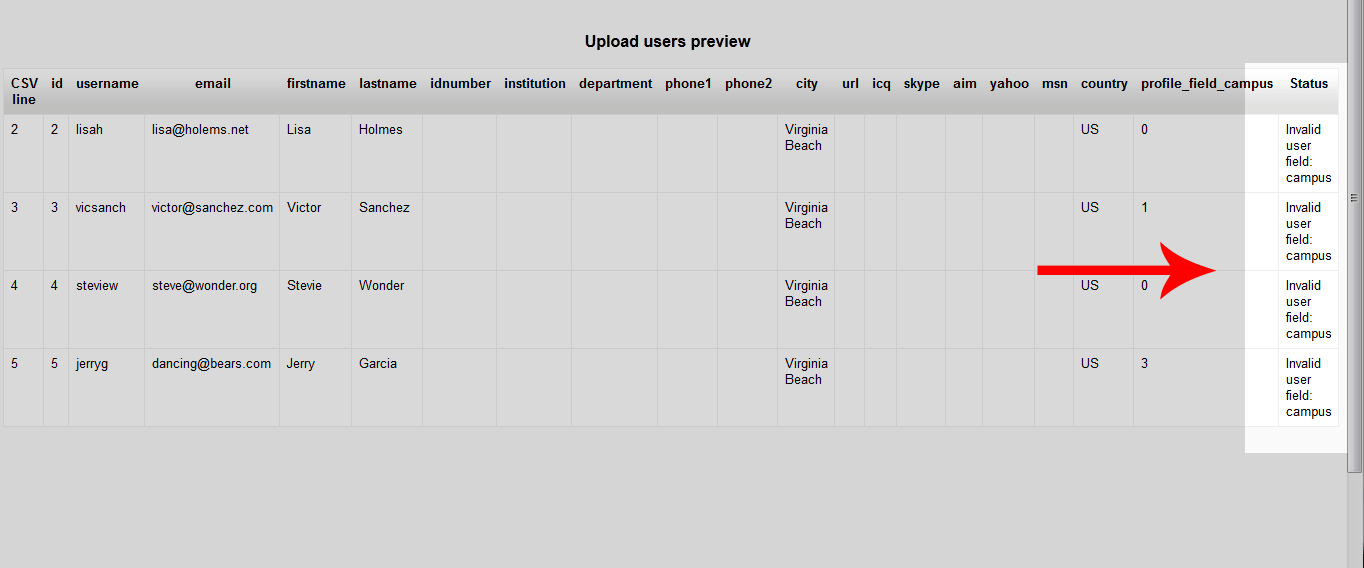 Upload users preview
CSV line id username email firstname lastname idnumber institution department phone1 phone2 city url icq skype aim yahoo msn country profile_field_campus Status
2 2 lisah lisa@holems.net Lisa Holmes Virginia Beach US 0 Invalid user field: campus
3 3 vicsanch victor@sanchez.com Victor Sanchez Virginia Beach US 1 Invalid user field: campus
4 4 steview steve@wonder.org Stevie Wonder Virginia Beach US 0 Invalid user field: campus
5 5 jerryg dancing@bears.com Jerry Garcia Virginia Beach US 3 Invalid user field: campus